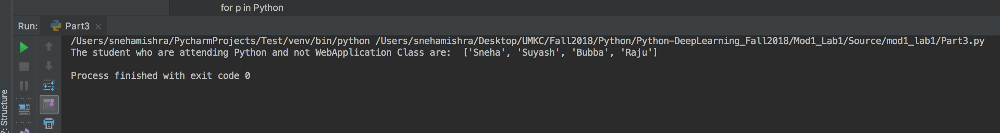 for p in Python
Run: Part3
/Users/snehamishra/PycharmProjects/Test/venv/bin/python /Users/snehamishra/Desktop/UMKC/Fall2018/Python/Python-DeepLearning_Fall2018/Mod1_Lab1/Source/mod1_lab1/Part3.py
The student who are attending Python and not WebApplication Class are:  ['Sneha', 'Suyash', 'Bubba', 'Raju']
Process finished with exit code 0
7: Structure